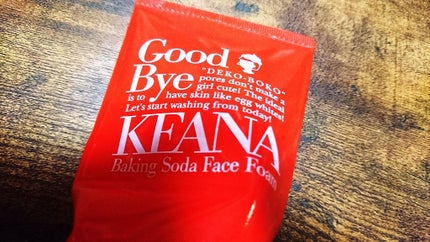 Good
Bye
"DEKO-BOKO"
pores don't make a
girl cute! The ideal
is to have skin like egg whites!
Let's start washing from today!
KEANA
Baking Soda Face Foam